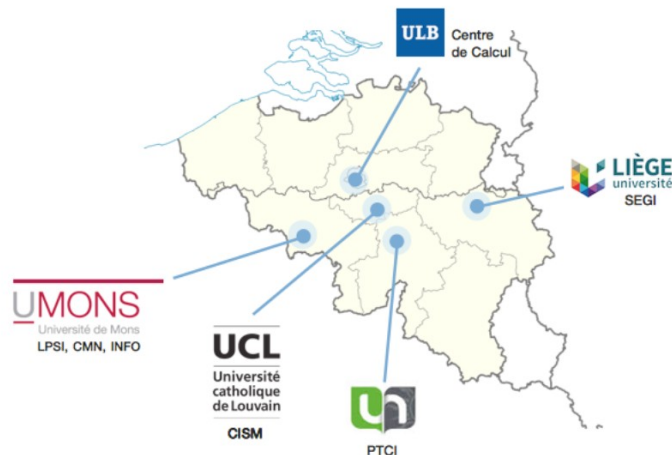 ULB
Centre
de Calcul
LIÈGE
université
SEGI
UMONS
Université de Mons
LPSI, CMN, INFO
UCL
Université
catholique
de Louvain
CISM
un
PTCI